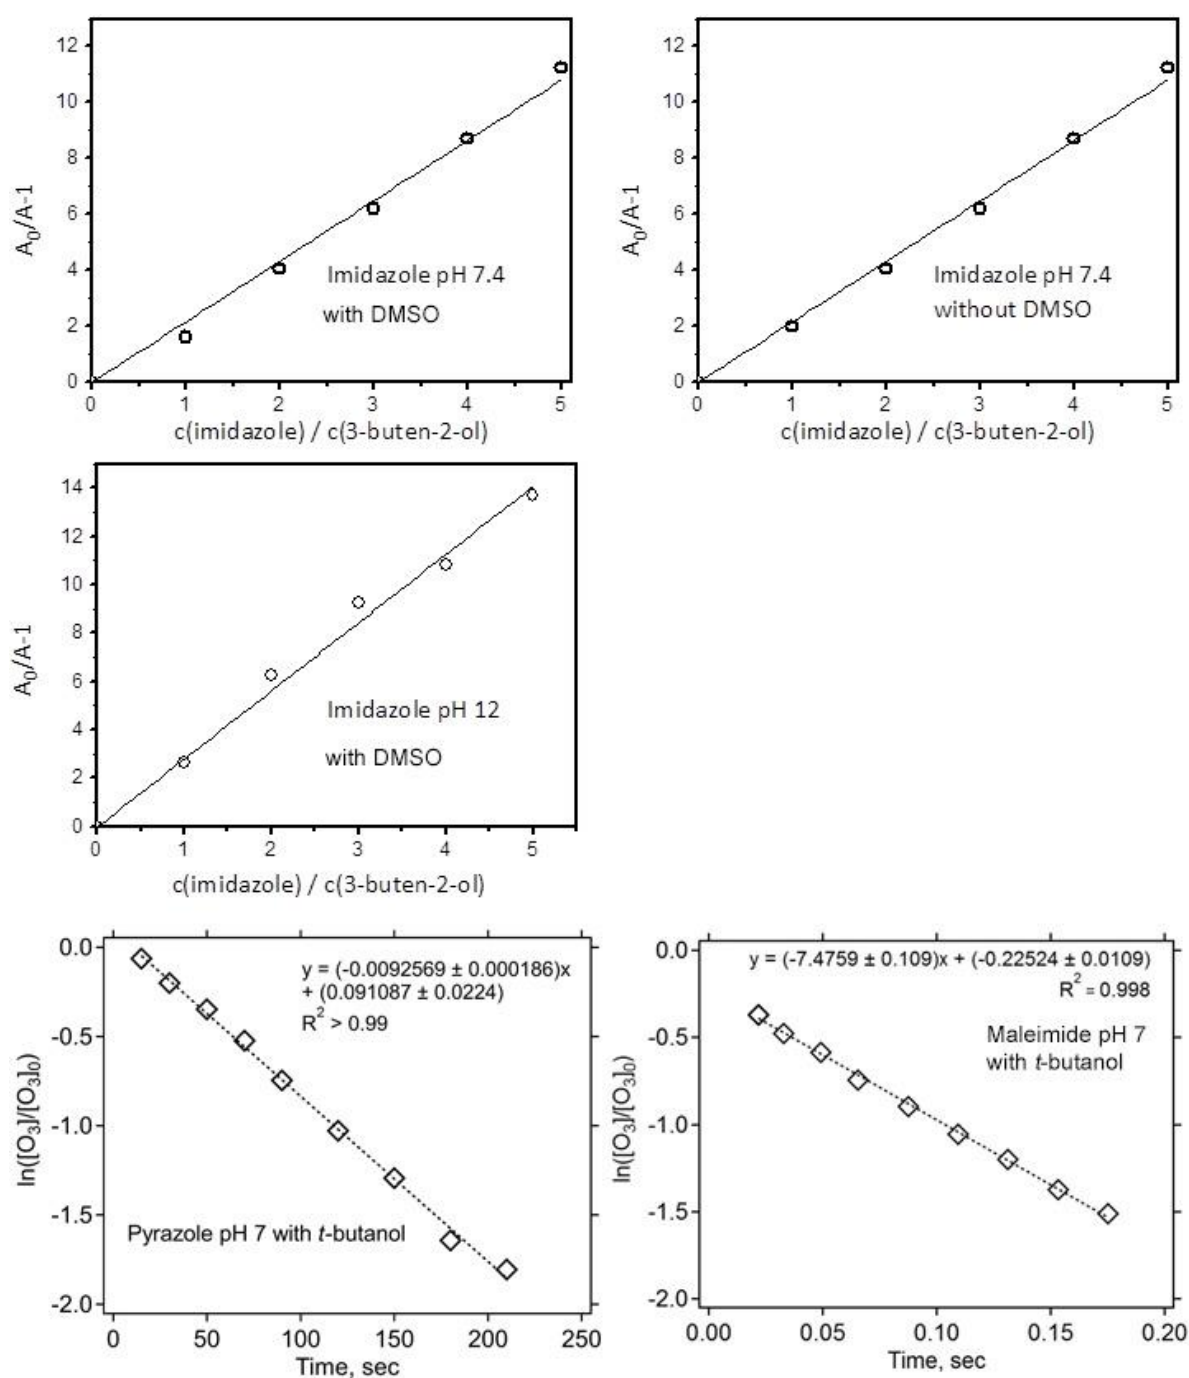 12
10
8
6
4
2
0
A₀/A-1
Imidazole pH 7.4
with DMSO
0 1 2 3 4 5
c(imidazole) / c(3-buten-2-ol)
12
10
8
6
4
2
0
A₀/A-1
Imidazole pH 7.4
without DMSO
0 1 2 3 4 5
c(imidazole) / c(3-buten-2-ol)
14
12
10
8
6
4
2
0
A₀/A-1
Imidazole pH 12
with DMSO
0 1 2 3 4 5
c(imidazole) / c(3-buten-2-ol)
0.0
-0.5
-1.0
-1.5
-2.0
ln([O₃]/[O₃]₀)
y = (-0.0092569 ± 0.000186)x
+ (0.091087 ± 0.0224)
R² > 0.99
Pyrazole pH 7 with t-butanol
0 50 100 150 200 250
Time, sec
0.0
-0.5
-1.0
-1.5
-2.0
ln([O₃]/[O₃]₀)
y = (-7.4759 ± 0.109)x + (-0.22524 ± 0.0109)
R² = 0.998
Maleimide pH 7
with t-butanol
0.00 0.05 0.10 0.15 0.20
Time, sec